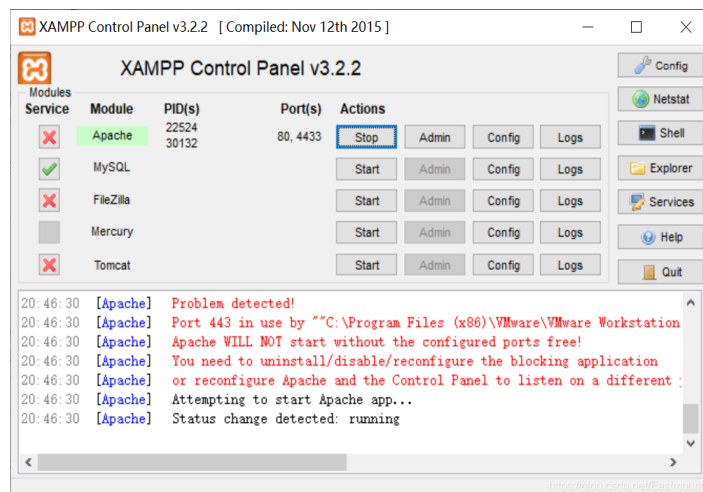 XAMPP Control Panel v3.2.2 [ Compiled: Nov 12th 2015 ]
XAMPP Control Panel v3.2.2
Config
Modules
Service Module PID(s) Port(s) Actions
Netstat
Apache 22524 30132 80, 4433 Stop Admin Config Logs
Shell
MySQL Start Admin Config Logs
Explorer
FileZilla Start Admin Config Logs
Services
Mercury Start Admin Config Logs
Help
Tomcat Start Admin Config Logs
Quit
20:46:30 [Apache] Problem detected!
20:46:30 [Apache] Port 443 in use by ""C:\Program Files (x86)\VMware\VMware Workstation
20:46:30 [Apache] Apache WILL NOT start without the configured ports free!
20:46:30 [Apache] You need to uninstall/disable/reconfigure the blocking application
20:46:30 [Apache] or reconfigure Apache and the Control Panel to listen on a different
20:46:30 [Apache] Attempting to start Apache app...
20:46:30 [Apache] Status change detected: running
https://blog.csdn.net/Eastmount